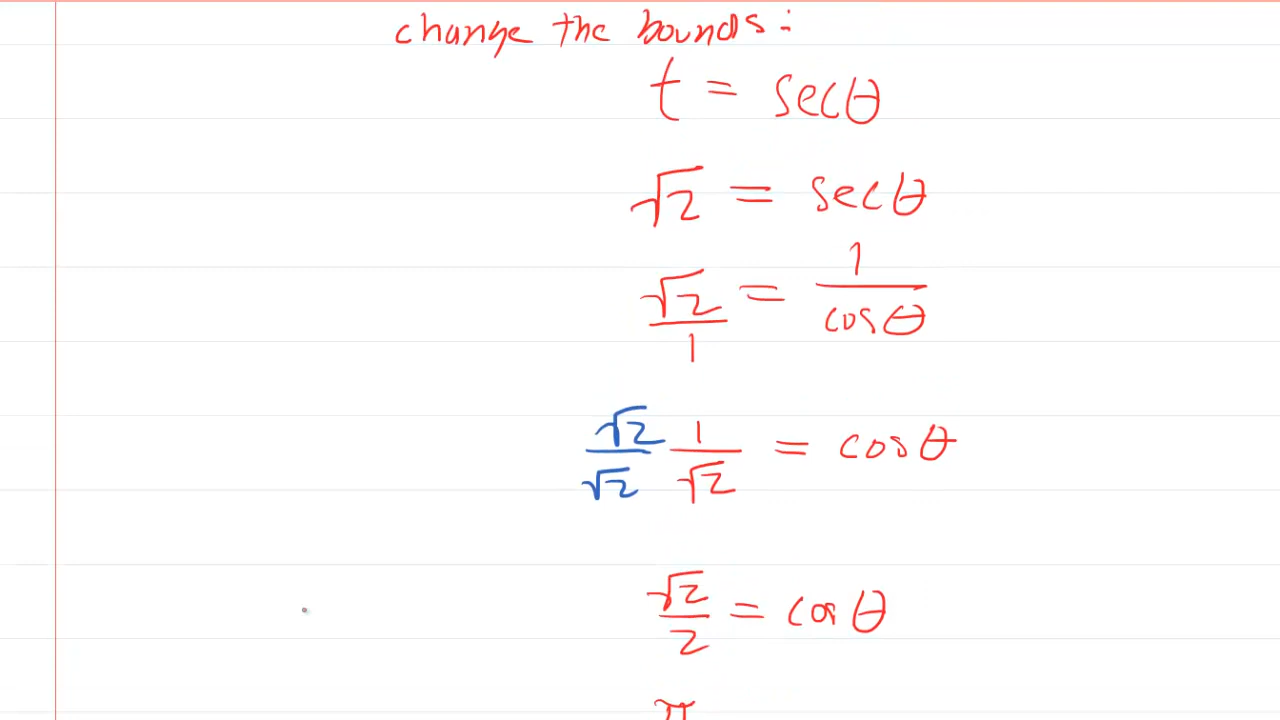 change the bounds:
t = secθ
√2 = secθ
√2/1 = 1/cosθ
√2/√2 1/√2 = cosθ
√2/2 = cosθ
π